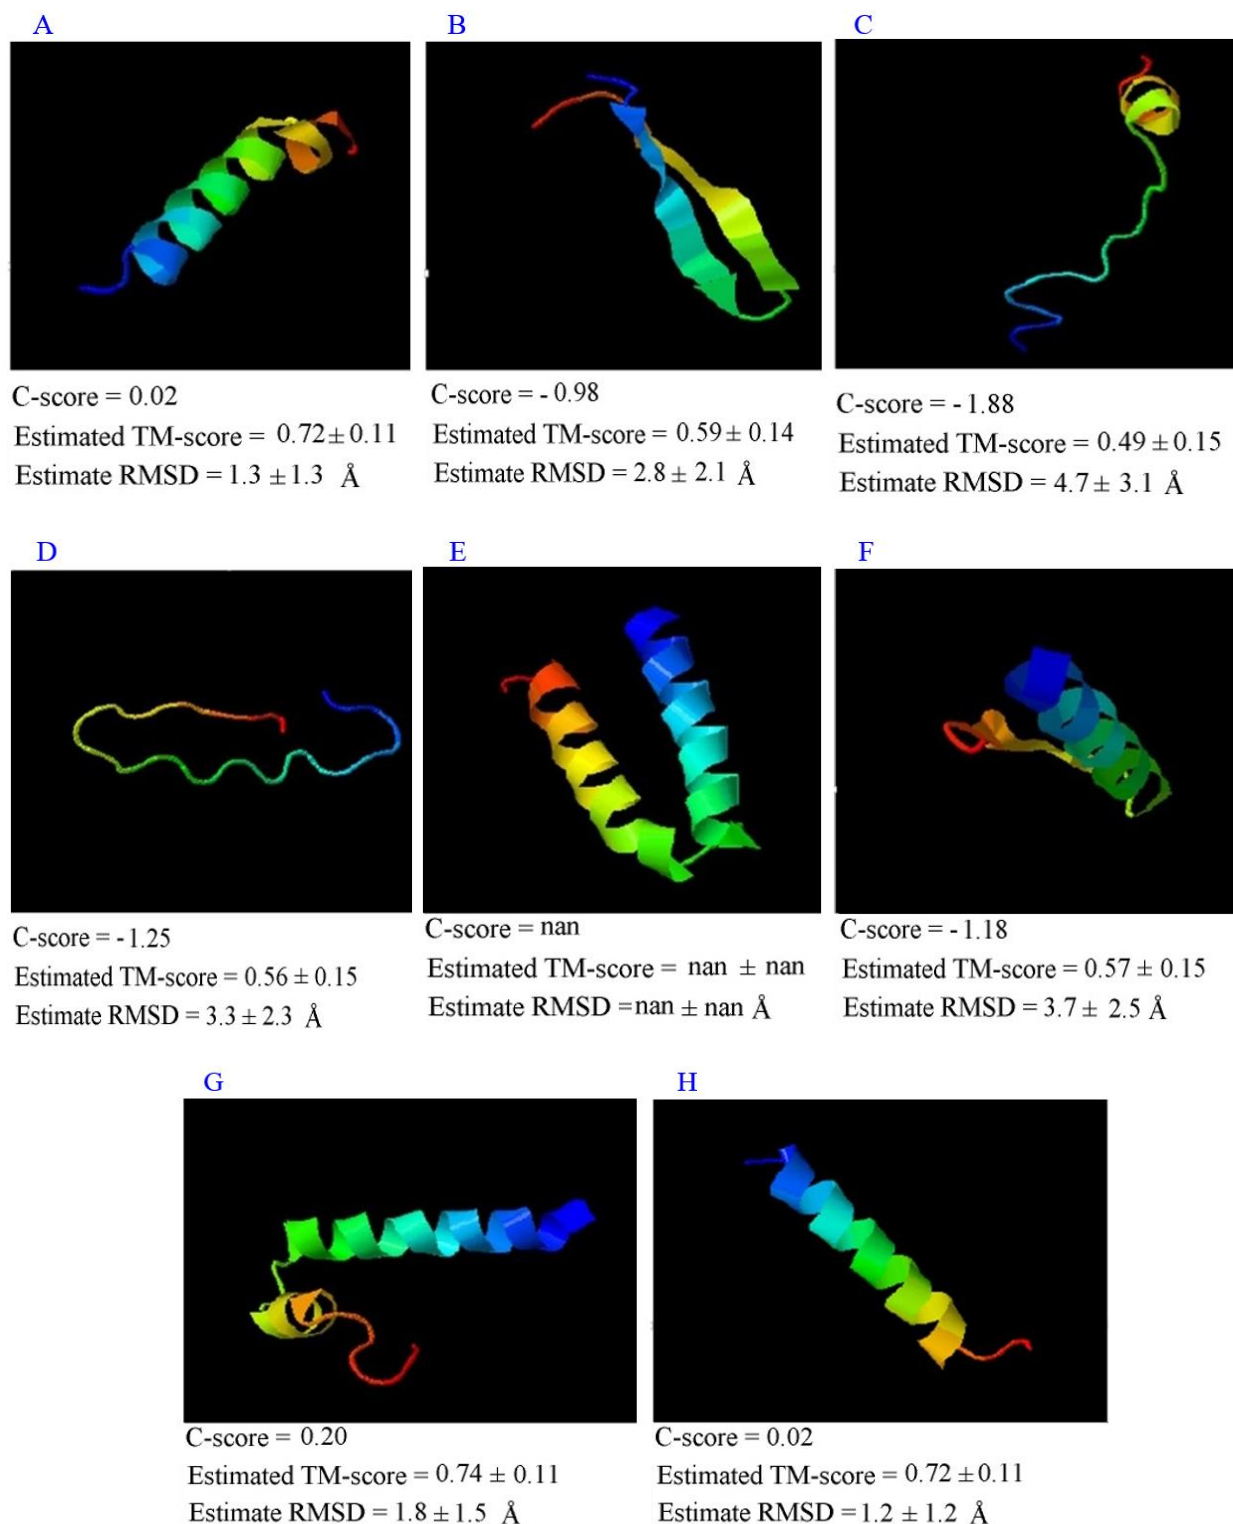 A
B
C
C-score = 0.02
Estimated TM-score = 0.72 ± 0.11
Estimate RMSD = 1.3 ± 1.3 Å
C-score = - 0.98
Estimated TM-score = 0.59 ± 0.14
Estimate RMSD = 2.8 ± 2.1 Å
C-score = - 1.88
Estimated TM-score = 0.49 ± 0.15
Estimate RMSD = 4.7 ± 3.1 Å
D
E
F
C-score = - 1.25
Estimated TM-score = 0.56 ± 0.15
Estimate RMSD = 3.3 ± 2.3 Å
C-score = nan
Estimated TM-score = nan ± nan
Estimate RMSD =nan ± nan Å
C-score = - 1.18
Estimated TM-score = 0.57 ± 0.15
Estimate RMSD = 3.7 ± 2.5 Å
G
H
C-score = 0.20
Estimated TM-score = 0.74 ± 0.11
Estimate RMSD = 1.8 ± 1.5 Å
C-score = 0.02
Estimated TM-score = 0.72 ± 0.11
Estimate RMSD = 1.2 ± 1.2 Å